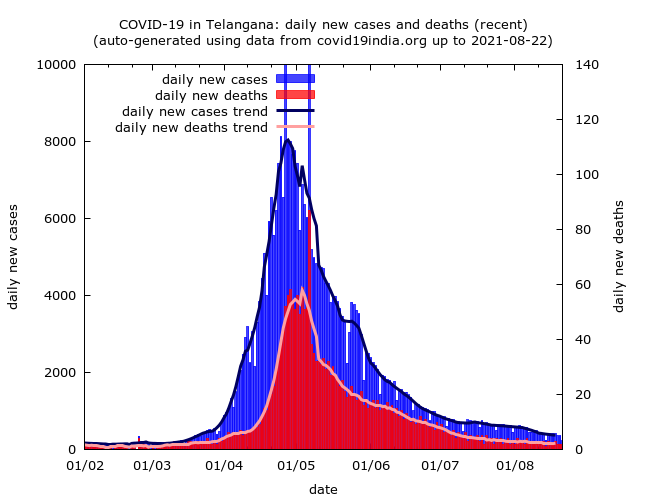 COVID-19 in Telangana: daily new cases and deaths (recent)
(auto-generated using data from covid19india.org up to 2021-08-22)
daily new cases
daily new deaths
daily new cases trend
daily new deaths trend
10000
8000
6000
4000
2000
0
daily new cases
140
120
100
80
60
40
20
0
daily new deaths
01/02 01/03 01/04 01/05 01/06 01/07 01/08
date